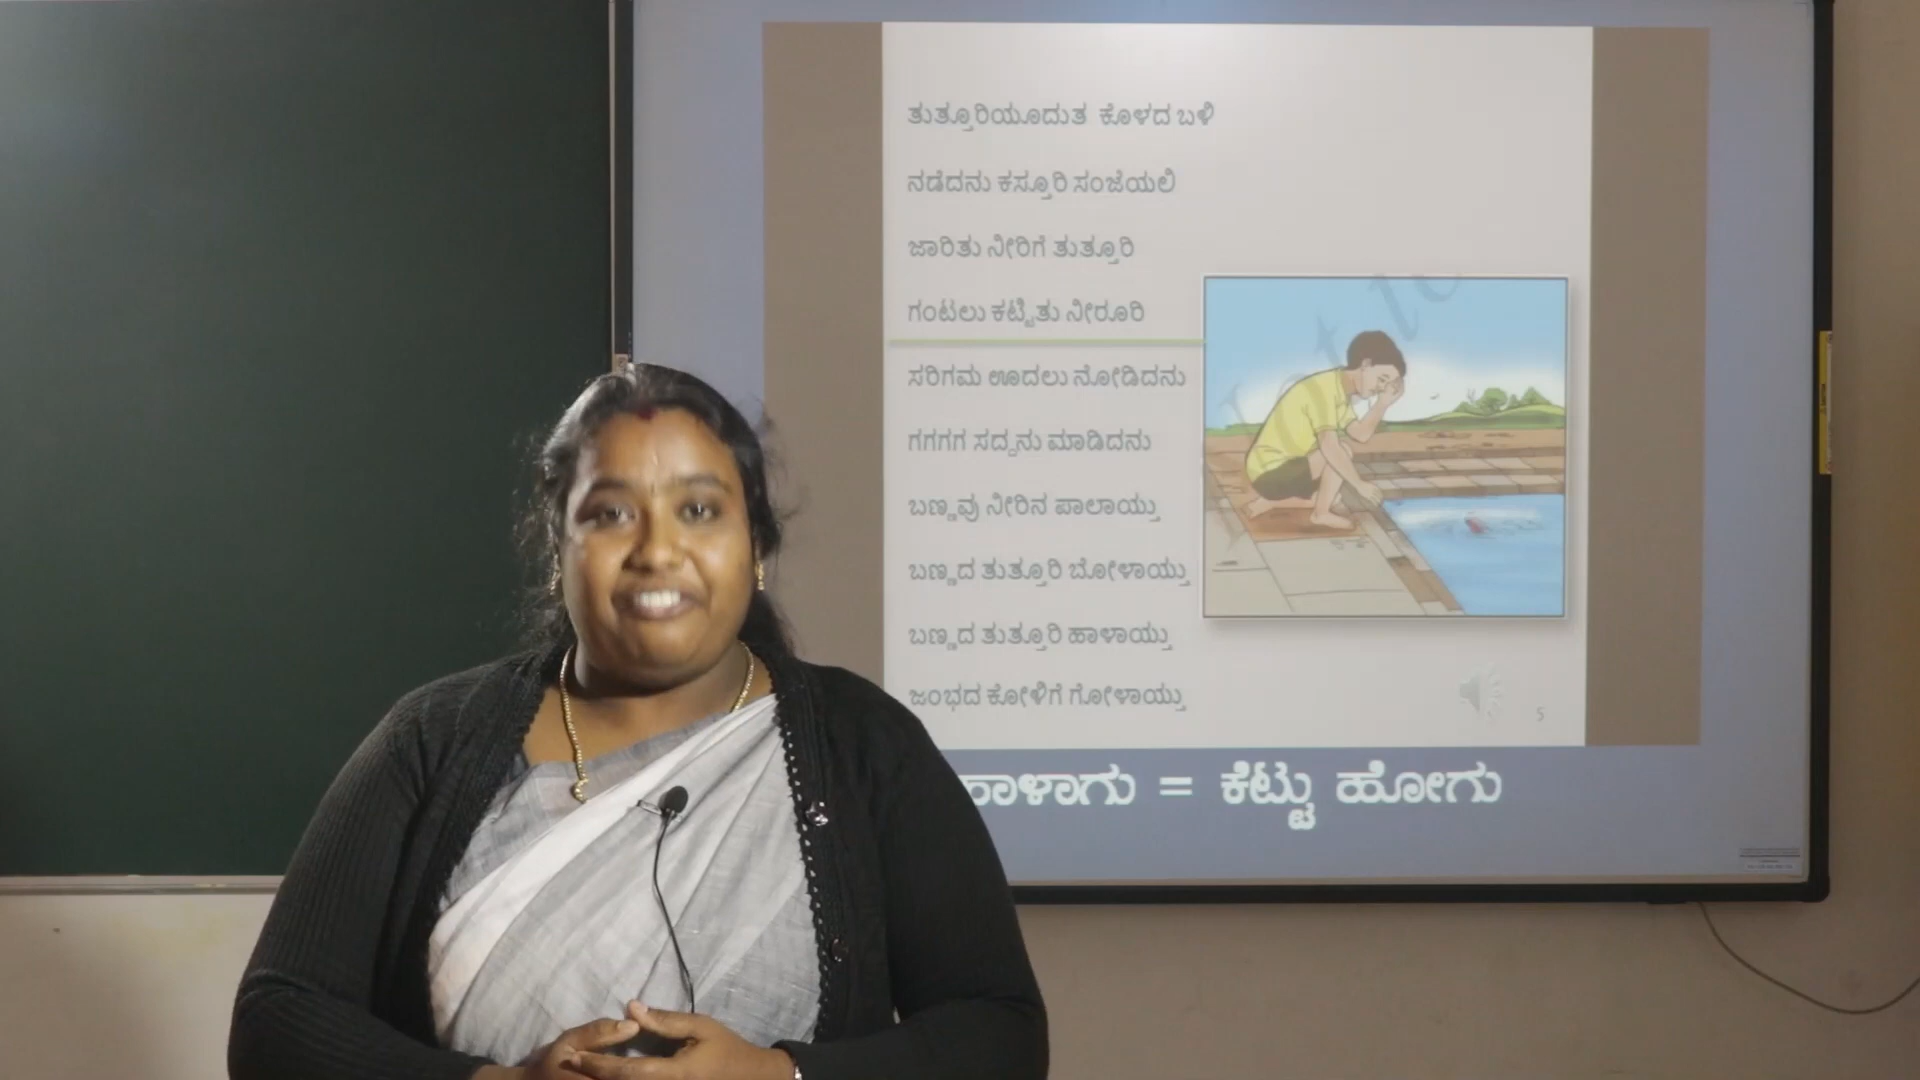 ತುತ್ತೂರಿಯೂದುತ ಕೊಳದ ಬಳಿ
ನಡೆದನು ಕಸ್ತೂರಿ ಸಂಜೆಯಲಿ
ಜಾರಿತು ನೀರಿಗೆ ತುತ್ತೂರಿ
ಗಂಟಲು ಕಟ್ಟಿತು ನೀರೂರಿ
ಸರಿಗಮ ಊದಲು ನೋಡಿದನು
ಗಗಗಗ ಸದ್ದನು ಮಾಡಿದನು
ಬಣ್ಣವು ನೀರಿನ ಪಾಲಾಯ್ತು
ಬಣ್ಣದ ತುತ್ತೂರಿ ಬೋಳಾಯ್ತು
ಬಣ್ಣದ ತುತ್ತೂರಿ ಹಾಳಾಯ್ತು
ಜಂಭದ ಕೋಳಿಗೆ ಗೋಳಾಯ್ತು
5
ಹಾಳಾಗು = ಕೆಟ್ಟು ಹೋಗು